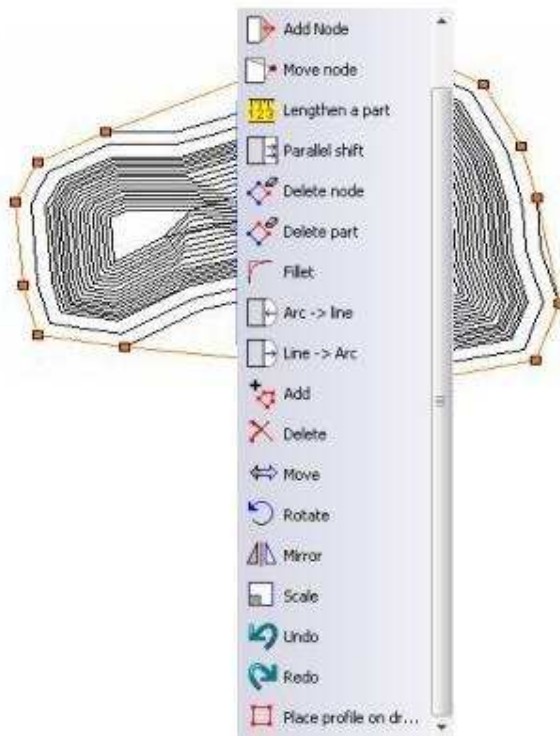 Add Node
Move node
123
Lengthen a part
Parallel shift
Delete node
Delete part
Fillet
Arc -> line
Line -> Arc
Add
Delete
Move
Rotate
Mirror
Scale
Undo
Redo
Place profile on dr...